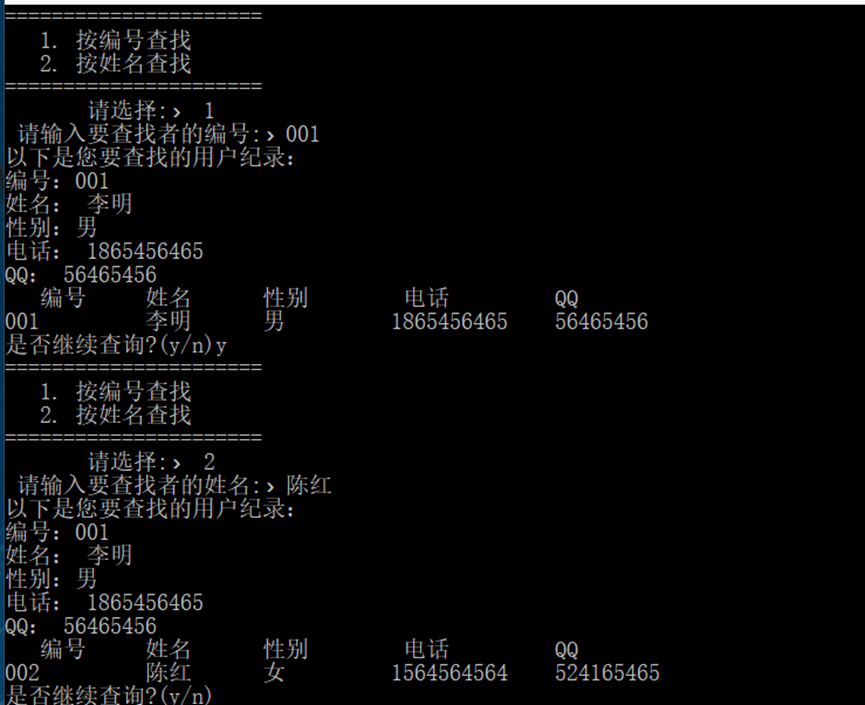 ======================
1. 按编号查找
2. 按姓名查找
======================
请选择:› 1
请输入要查找者的编号:› 001
以下是您要查找的用户纪录:
编号: 001
姓名: 李明
性别: 男
电话: 1865456465
QQ: 56465456
编号 姓名 性别 电话 QQ
001 李明 男 1865456465 56465456
是否继续查询?(y/n)y
======================
1. 按编号查找
2. 按姓名查找
======================
请选择:› 2
请输入要查找者的姓名:› 陈红
以下是您要查找的用户纪录:
编号: 001
姓名: 李明
性别: 男
电话: 1865456465
QQ: 56465456
编号 姓名 性别 电话 QQ
002 陈红 女 1564564564 524165465
是否继续查询?(y/n)